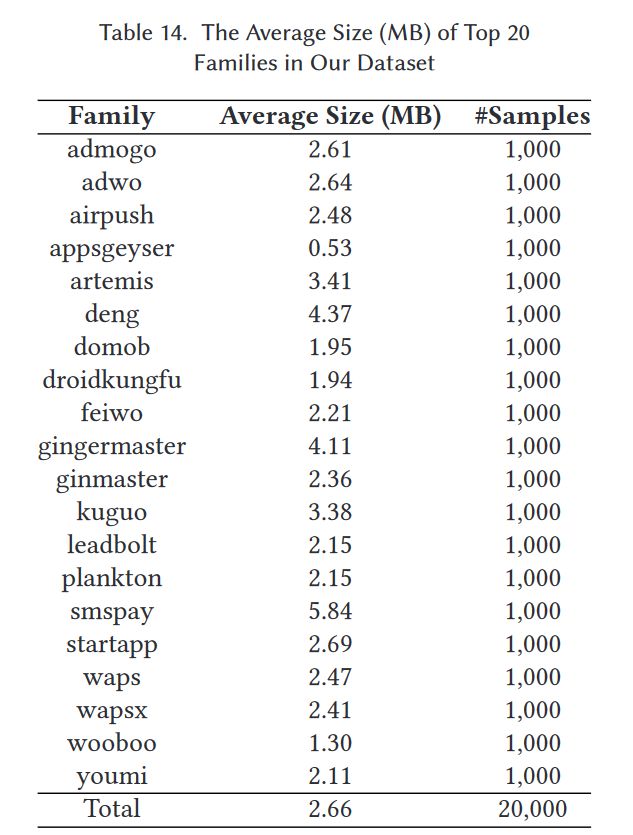 Table 14. The Average Size (MB) of Top 20
Families in Our Dataset
Family Average Size (MB) #Samples
admogo 2.61 1,000
adwo 2.64 1,000
airpush 2.48 1,000
appsgeyser 0.53 1,000
artemis 3.41 1,000
deng 4.37 1,000
domob 1.95 1,000
droidkungfu 1.94 1,000
feiwo 2.21 1,000
gingermaster 4.11 1,000
ginmaster 2.36 1,000
kuguo 3.38 1,000
leadbolt 2.15 1,000
plankton 2.15 1,000
smspay 5.84 1,000
startapp 2.69 1,000
waps 2.47 1,000
wapsx 2.41 1,000
wooboo 1.30 1,000
youmi 2.11 1,000
Total 2.66 20,000